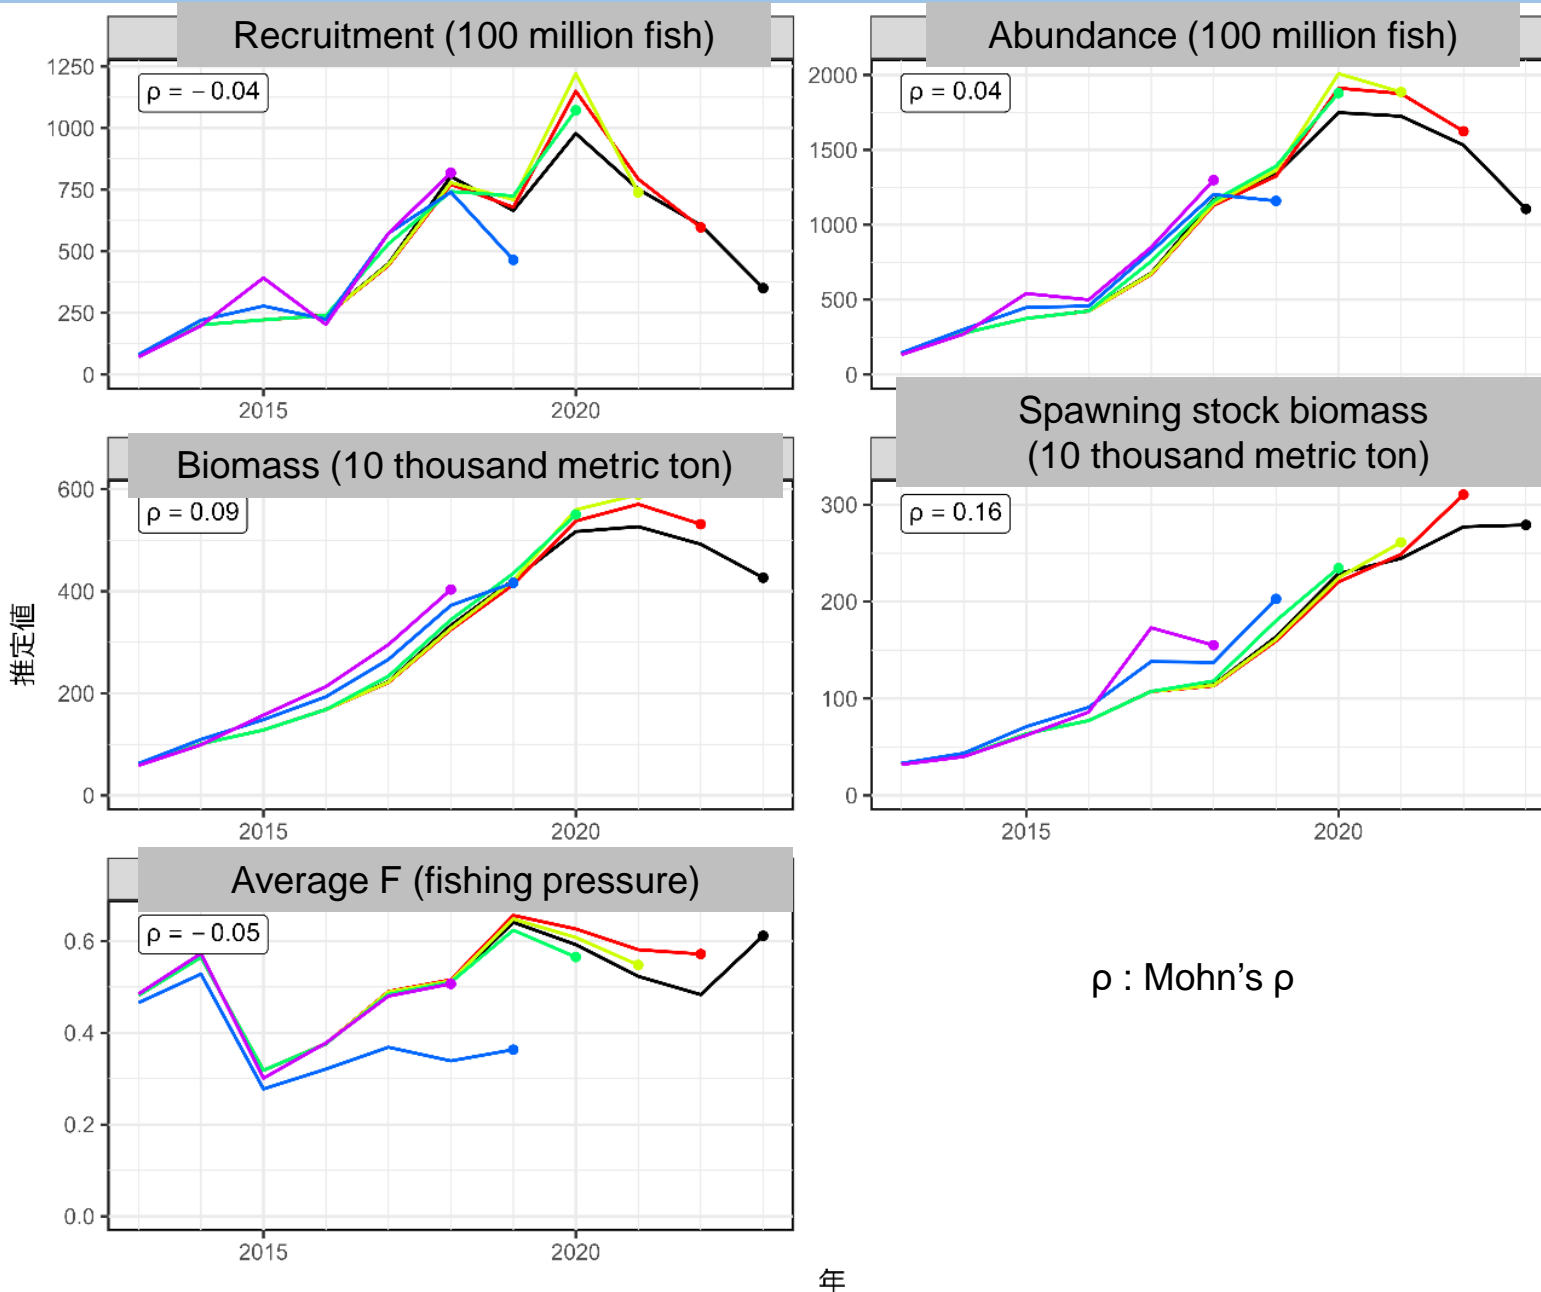 Recruitment (100 million fish)
1250
1000
750
500
250
0
ρ = − 0.04
2015
2020
Abundance (100 million fish)
2000
1500
1000
500
0
ρ = 0.04
Biomass (10 thousand metric ton)
600
400
200
0
ρ = 0.09
2015
2020
Spawning stock biomass
(10 thousand metric ton)
300
200
100
0
ρ = 0.16
2015
2020
推定値
Average F (fishing pressure)
0.6
0.4
0.2
0.0
ρ = − 0.05
2015
2020
ρ : Mohn's ρ
年